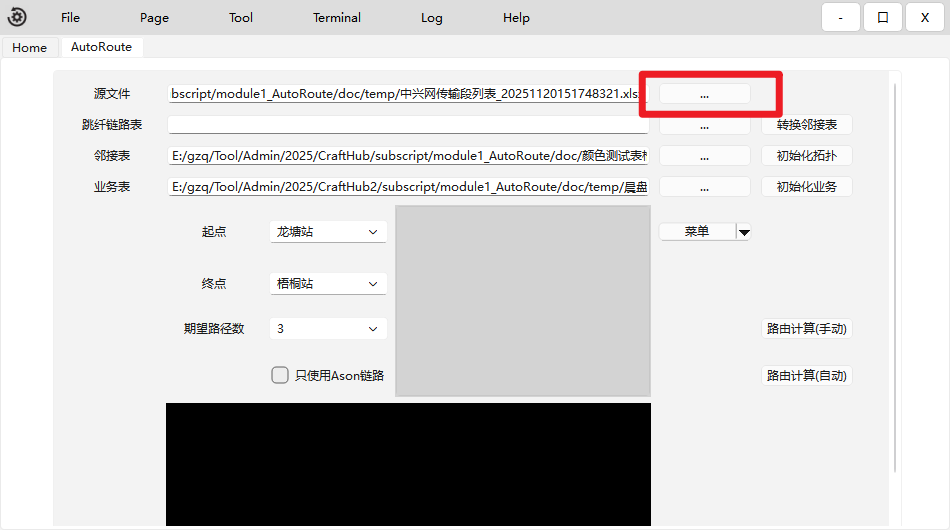 File Page Tool Terminal Log Help - 口 X
Home AutoRoute
源文件 bscript/module1_AutoRoute/doc/temp/中兴网传输段列表_20251120151748321.xls ...
跳纤链路表 ... 转换邻接表
邻接表 E:/gzq/Tool/Admin/2025/CraftHub/subscript/module1_AutoRoute/doc/颜色测试表 ... 初始化拓扑
业务表 E:/gzq/Tool/Admin/2025/CraftHub2/subscript/module1_AutoRoute/doc/temp/晨盘 ... 初始化业务
起点 龙塘站 菜单
终点 梧桐站
期望路径数 3 路由计算(手动)
只使用Ason链路 路由计算(自动)